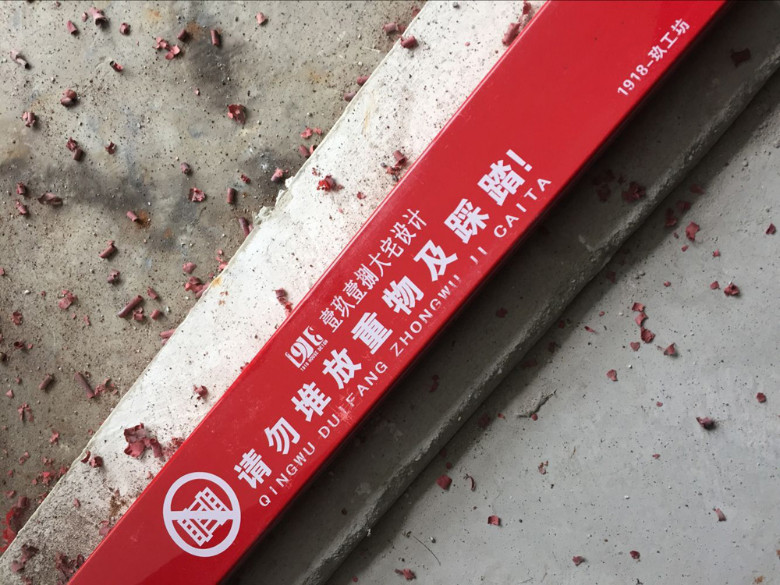 1918
壹玖壹捌大宅设计
请勿堆放重物及踩踏!
QINGWU DUIFANG ZHONGWU JI CAITA
1918-玖工坊